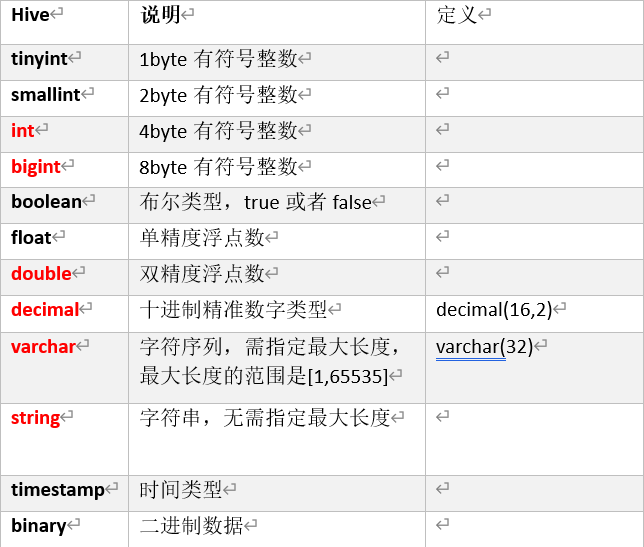 Hive 说明 定义
tinyint 1byte 有符号整数
smallint 2byte 有符号整数
int 4byte 有符号整数
bigint 8byte 有符号整数
boolean 布尔类型，true 或者 false
float 单精度浮点数
double 双精度浮点数
decimal 十进制精准数字类型 decimal(16,2)
varchar 字符序列，需指定最大长度， varchar(32)
最大长度的范围是[1,65535]
string 字符串，无需指定最大长度
timestamp 时间类型
binary 二进制数据